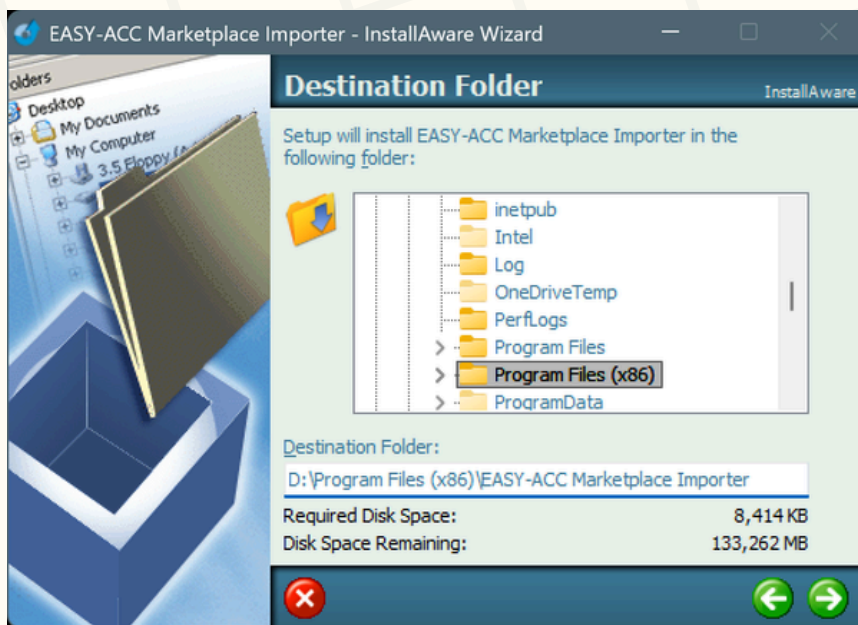 EASY-ACC Marketplace Importer - InstallAware Wizard
olders
Desktop
My Documents
My Computer
3.5 Floppy (
Destination Folder
InstallAware
Setup will install EASY-ACC Marketplace Importer in the
following folder:
inetpub
Intel
Log
OneDriveTemp
PerfLogs
Program Files
Program Files (x86)
ProgramData
Destination Folder:
D:\Program Files (x86)\EASY-ACC Marketplace Importer
Required Disk Space: 8,414 KB
Disk Space Remaining: 133,262 MB